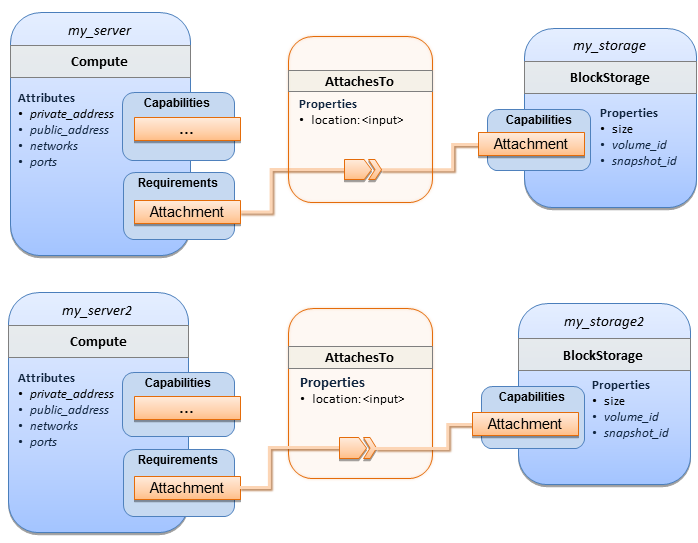 my_server
Compute
Attributes
• private_address
• public_address
• networks
• ports
Capabilities
...
Requirements
Attachment
AttachesTo
Properties
• location:<input>
my_storage
BlockStorage
Capabilities
Attachment
Properties
• size
• volume_id
• snapshot_id
my_server2
Compute
Attributes
• private_address
• public_address
• networks
• ports
Capabilities
...
Requirements
Attachment
AttachesTo
Properties
• location:<input>
my_storage2
BlockStorage
Capabilities
Attachment
Properties
• size
• volume_id
• snapshot_id